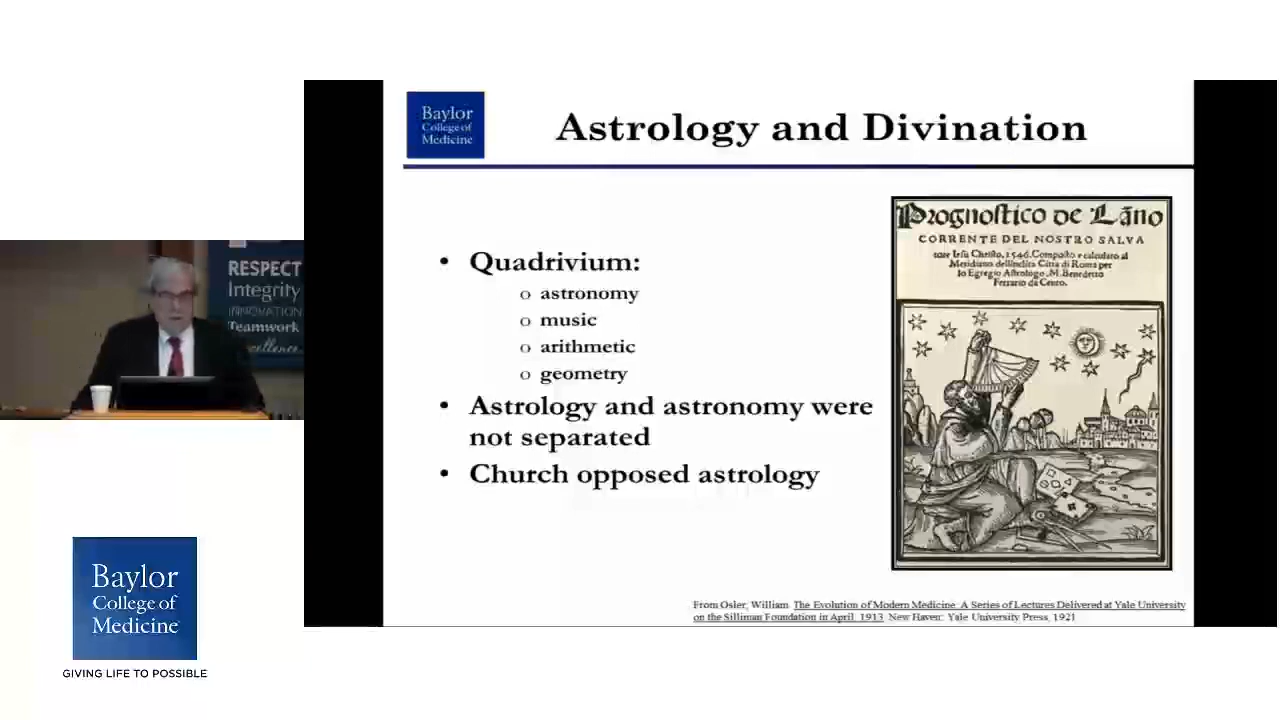 Baylor
College of
Medicine
Astrology and Divination
• Quadrivium:
o astronomy
o music
o arithmetic
o geometry
• Astrology and astronomy were
not separated
• Church opposed astrology
Prognostico de Lāno
CORRENTE DEL NOSTRO SALVA
tore Iesu Christo, 1546. Composto e calculato al
Meridiano dell'inclita Citta di Roma per
lo Egregio Astrologo .M. Benedetto
Ferrario da Cento.
From Osler, William. The Evolution of Modern Medicine. A Series of Lectures Delivered at Yale University
on the Silliman Foundation in April, 1913. New Haven: Yale University Press, 1921
RESPECT
Integrity
INNOVATION
Teamwork
Excellence
Baylor
College of
Medicine
GIVING LIFE TO POSSIBLE